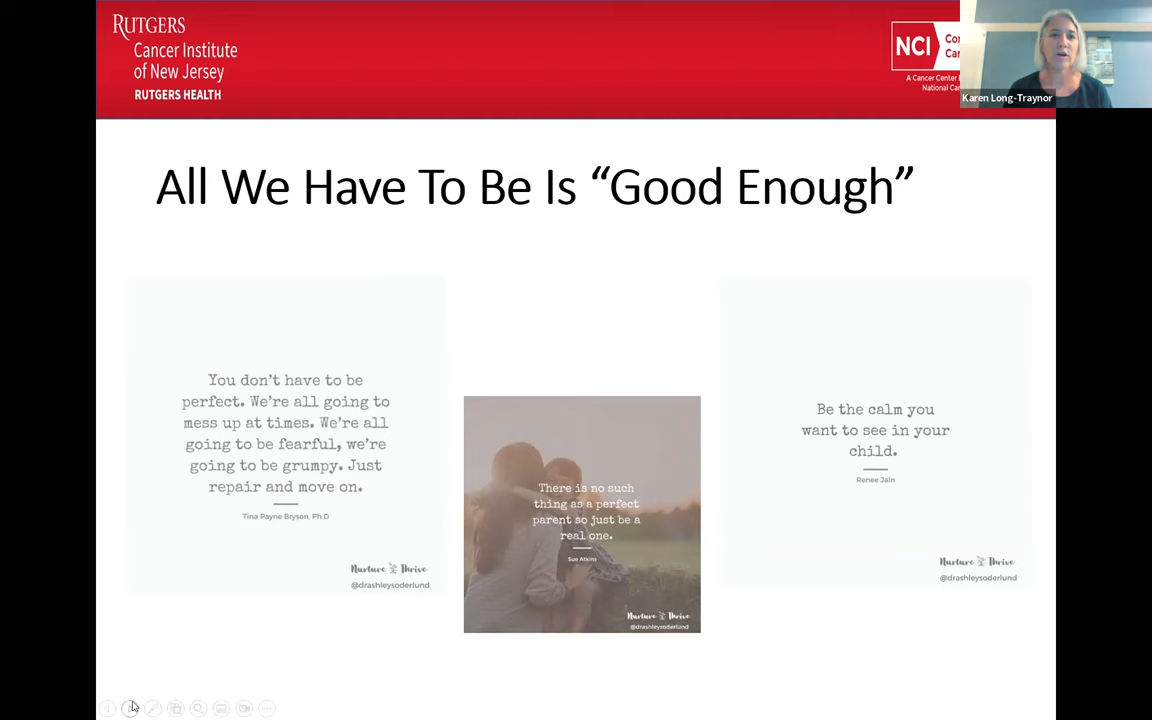 RUTGERS
Cancer Institute
of New Jersey
RUTGERS HEALTH
NCI
A Cancer Center
Karen Long-Traynor
All We Have To Be Is “Good Enough”
You don't have to be
perfect. We're all going to
mess up at times. We're all
going to be fearful, we're
going to be grumpy. Just
repair and move on.
Tina Payne Bryson, Ph.D
Nurture Thrive
@drashleysoderlund
There is no such
thing as a perfect
parent so just be a
real one.
Sue Atkins
Nurture Thrive
@drashleysoderlund
Be the calm you
want to see in your
child.
Renee Jain
Nurture Thrive
@drashleysoderlund